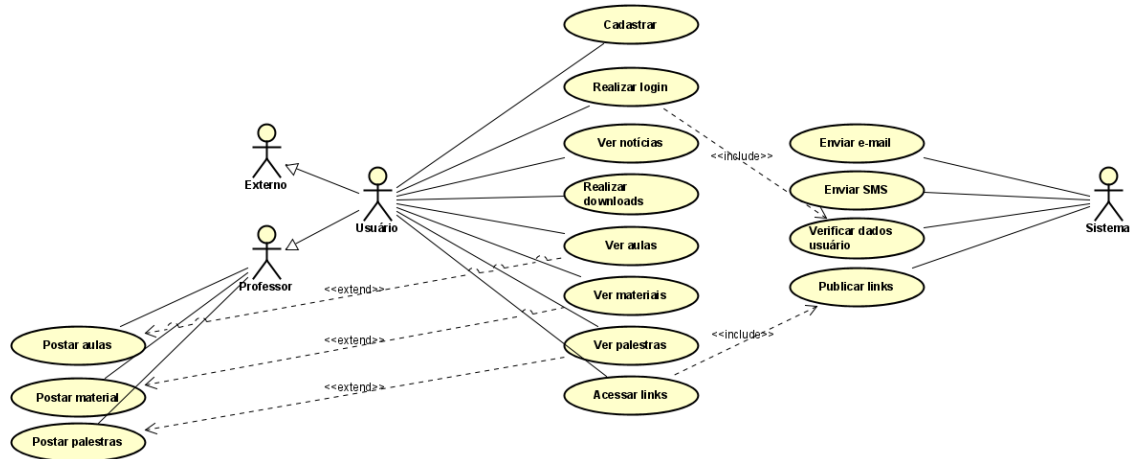 Cadastrar
Realizar login
Ver notícias
<<include>>
Enviar e-mail
Externo
Realizar
downloads
Enviar SMS
Usuário
Sistema
Verificar dados
usuário
Ver aulas
Professor
<<extend>>
Ver materiais
Publicar links
Postar aulas
<<extend>>
Ver palestras
<<include>>
Postar material
<<extend>>
Acessar links
Postar palestras